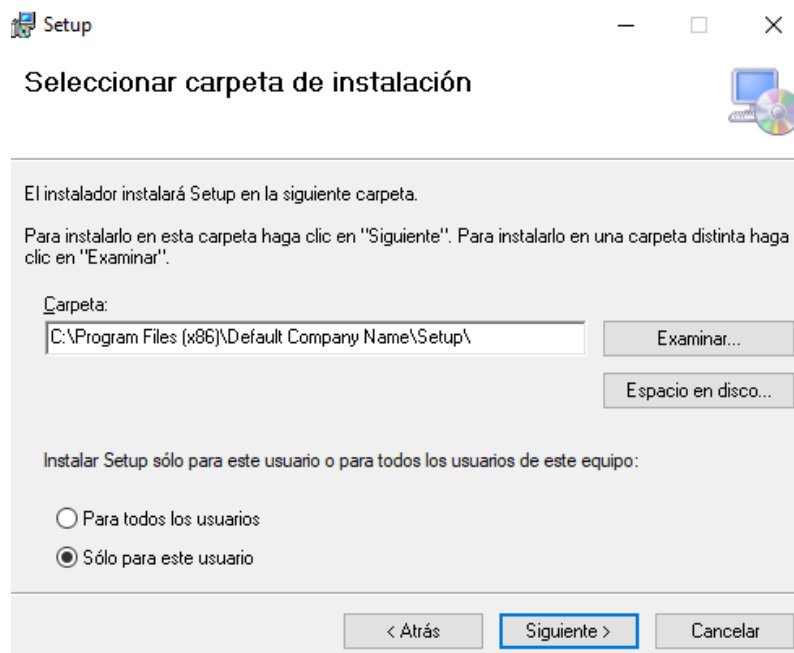 Setup
Seleccionar carpeta de instalación
El instalador instalará Setup en la siguiente carpeta.
Para instalarlo en esta carpeta haga clic en "Siguiente". Para instalarlo en una carpeta distinta haga
clic en "Examinar".
Carpeta:
C:\Program Files (x86)\Default Company Name\Setup\
Examinar...
Espacio en disco...
Instalar Setup sólo para este usuario o para todos los usuarios de este equipo:
Para todos los usuarios
Sólo para este usuario
< Atrás
Siguiente >
Cancelar